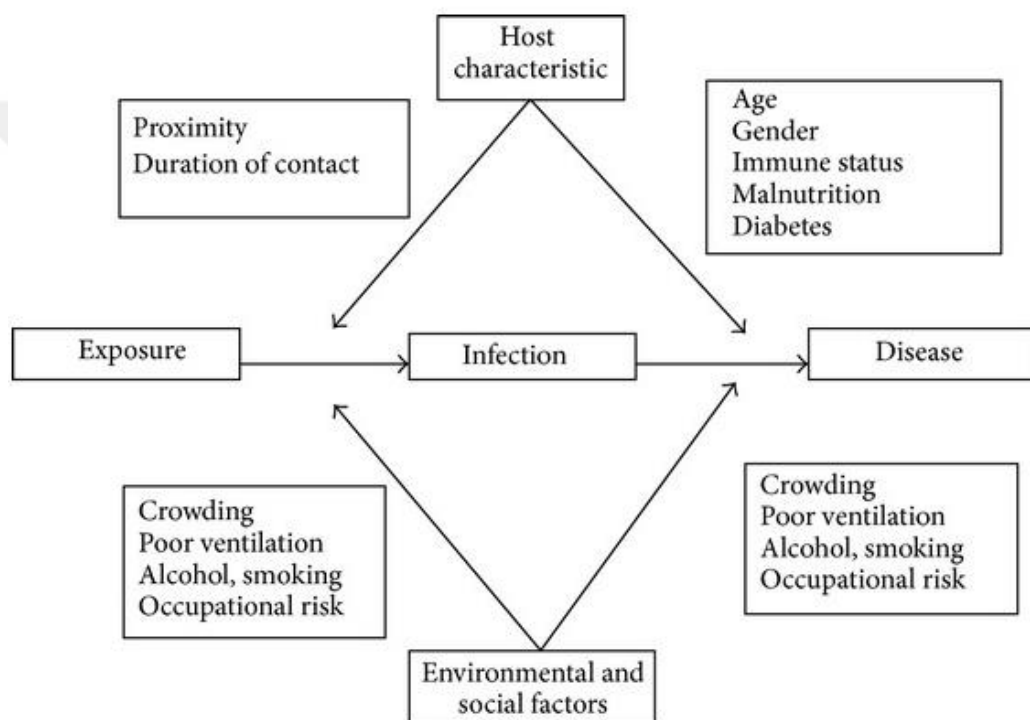 Host
characteristic
Proximity
Duration of contact
Age
Gender
Immune status
Malnutrition
Diabetes
Exposure
Infection
Disease
Crowding
Poor ventilation
Alcohol, smoking
Occupational risk
Crowding
Poor ventilation
Alcohol, smoking
Occupational risk
Environmental and
social factors